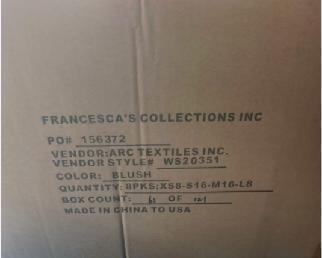 FRANCESCA'S COLLECTIONS INC
PO# 156372
VENDOR:ARC TEXTILES INC.
VENDOR STYLE# WS20351
COLOR: BLUSH
QUANTITY: 8PKS;XS8-S16-M16-L8
BOX COUNT: OF 121
MADE IN CHINA TO USA